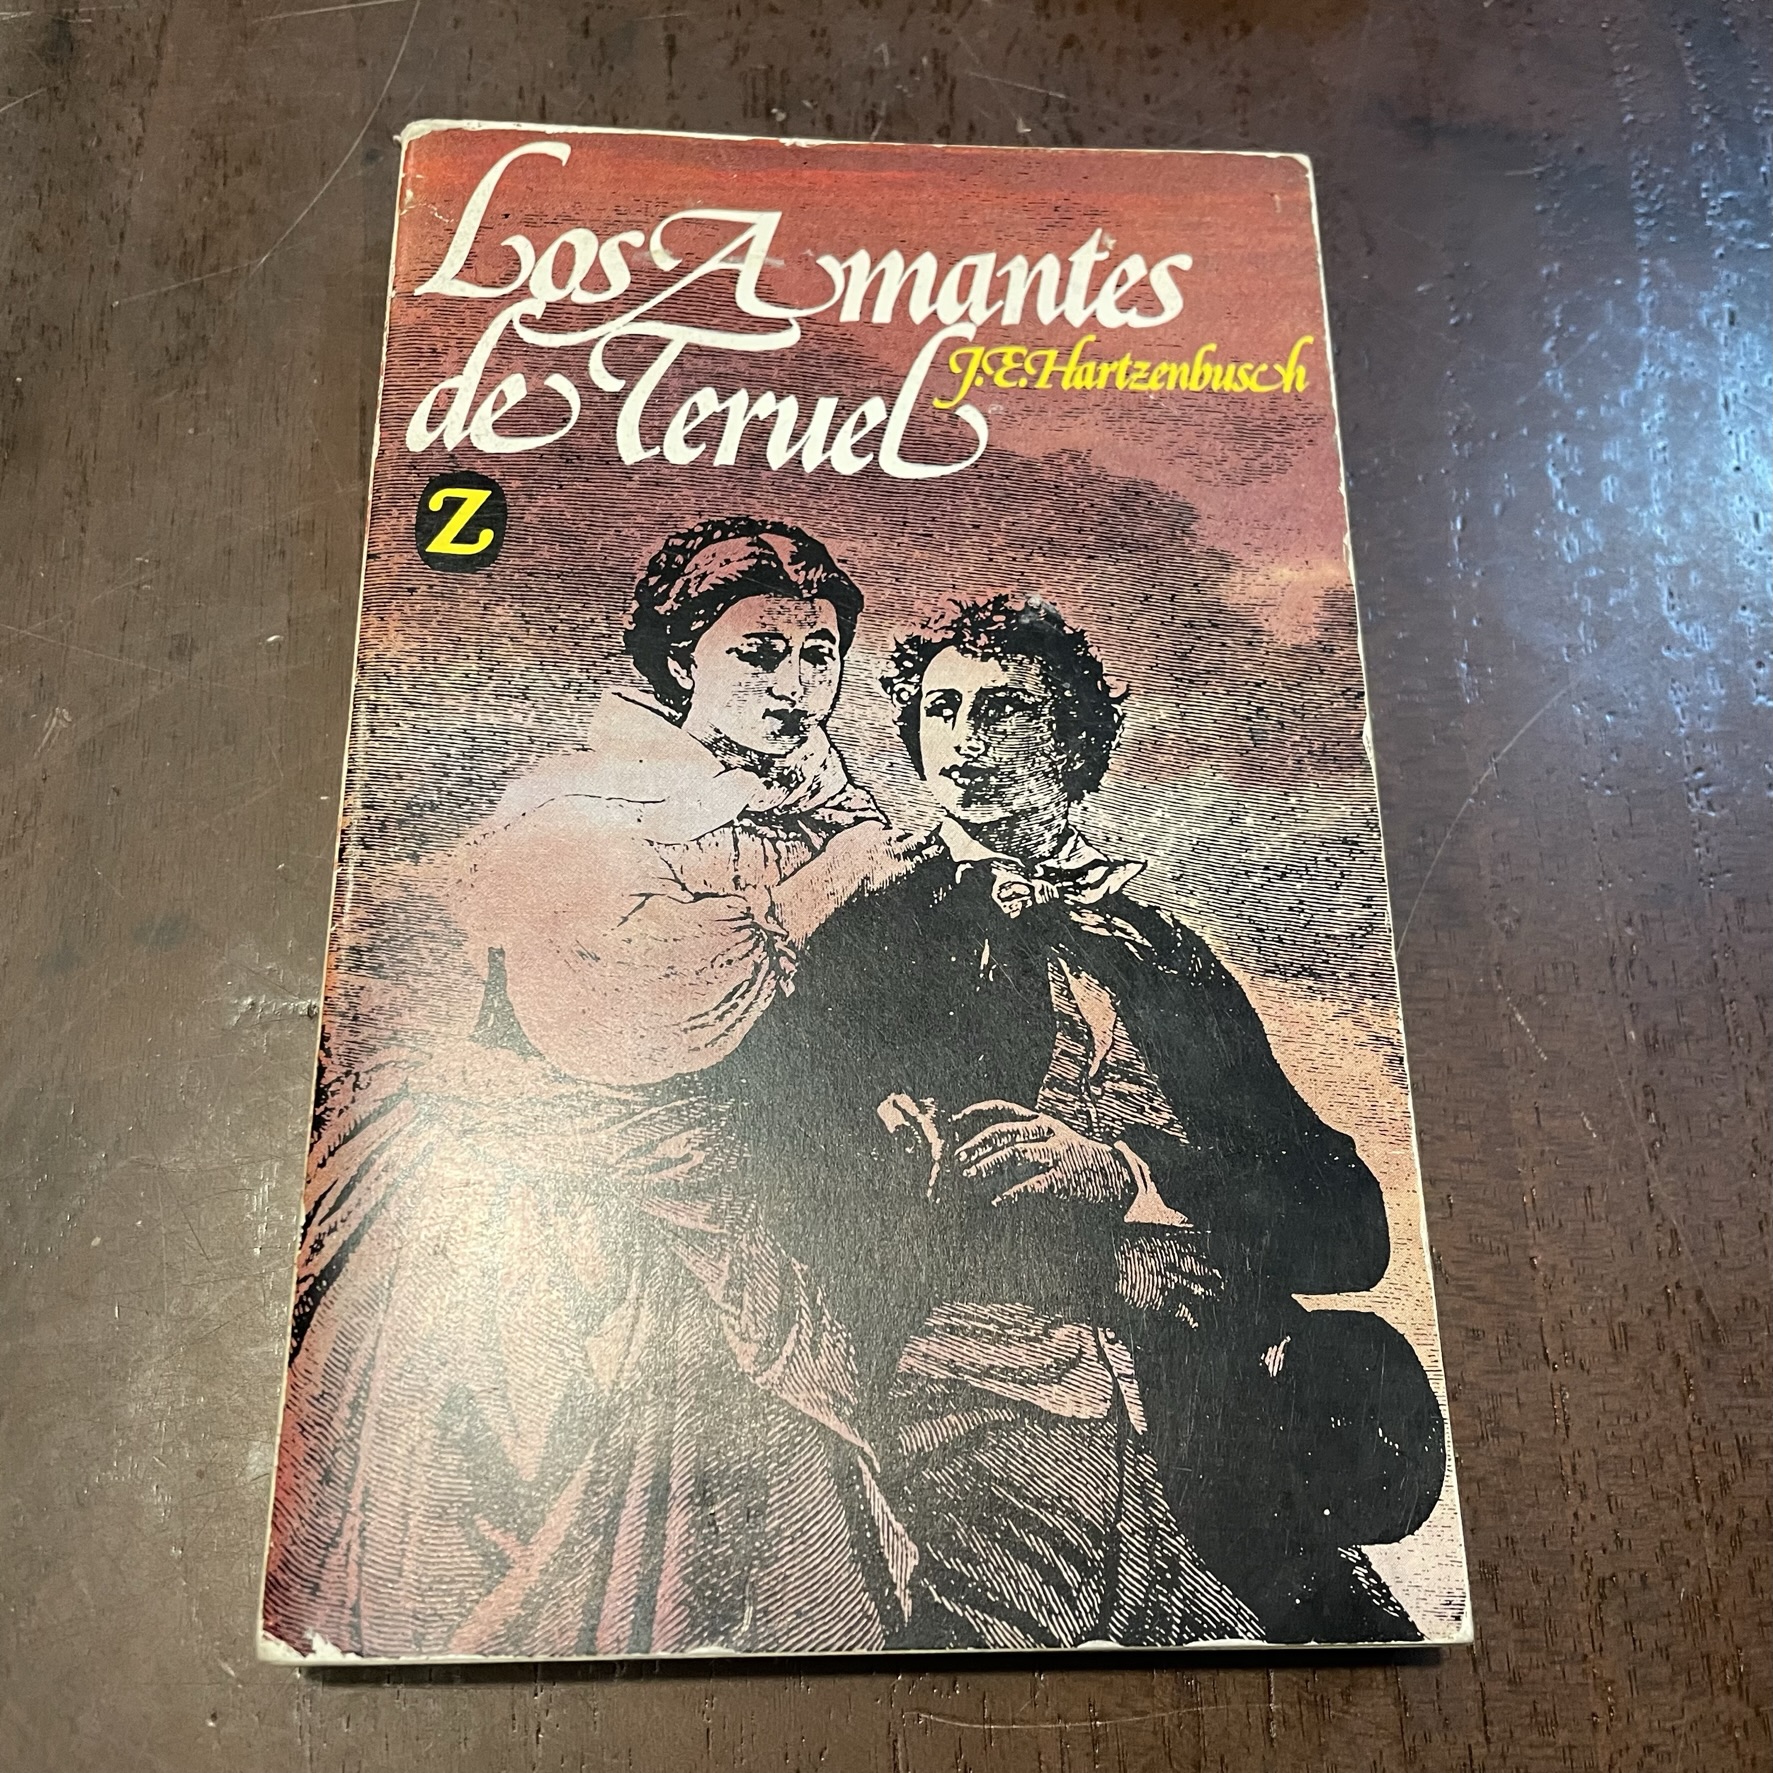 Los Amantes
de Teruel
J.E.Hartzenbusch
Z